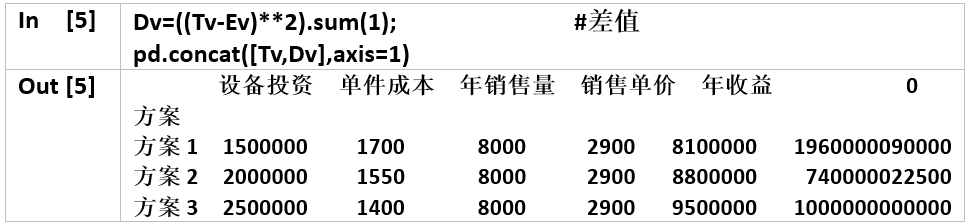 In [5] Dv=((Tv-Ev)**2).sum(1); #差值
pd.concat([Tv,Dv],axis=1)
Out [5] 设备投资 单件成本 年销售量 销售单价 年收益 0
方案
方案1 1500000 1700 8000 2900 8100000 1960000090000
方案2 2000000 1550 8000 2900 8800000 740000022500
方案3 2500000 1400 8000 2900 9500000 1000000000000